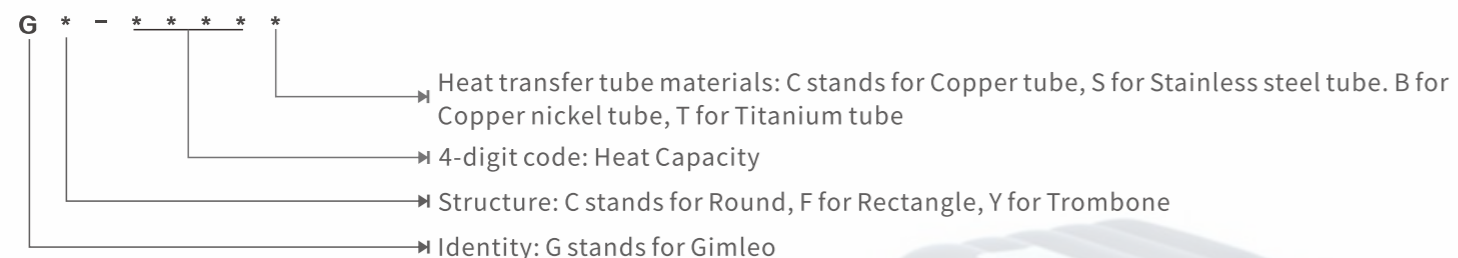 G * - * * * * *
Heat transfer tube materials: C stands for Copper tube, S for Stainless steel tube. B for
Copper nickel tube, T for Titanium tube
4-digit code: Heat Capacity
Structure: C stands for Round, F for Rectangle, Y for Trombone
Identity: G stands for Gimleo